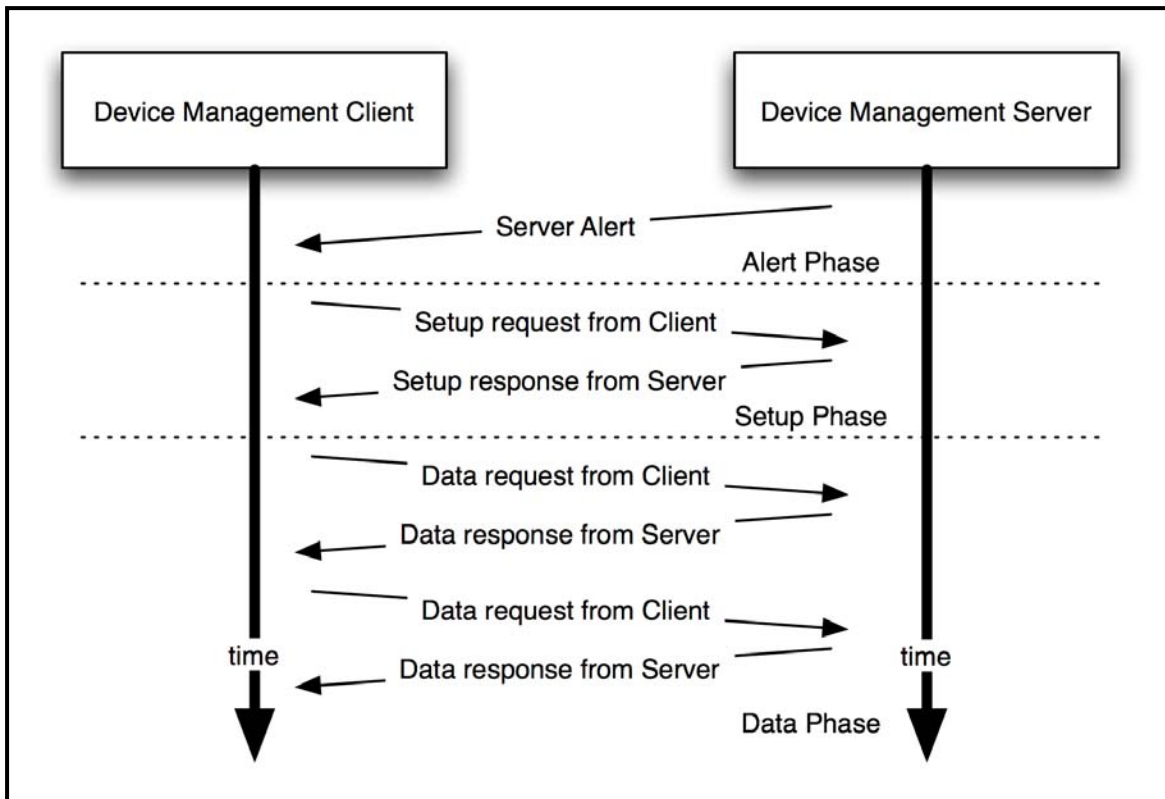 Device Management Client
Device Management Server
Server Alert
Alert Phase
Setup request from Client
Setup response from Server
Setup Phase
Data request from Client
Data response from Server
Data request from Client
time
time
Data response from Server
Data Phase